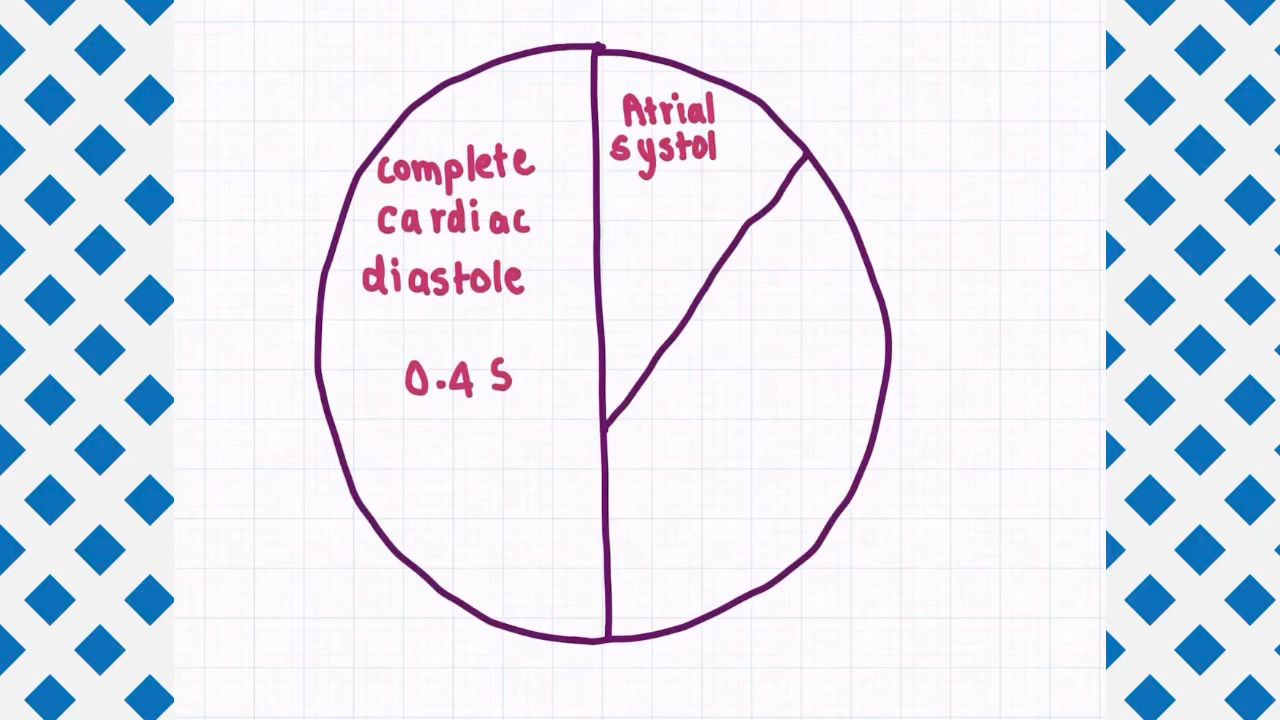 complete
cardiac
diastole
0.4 S
Atrial
systol